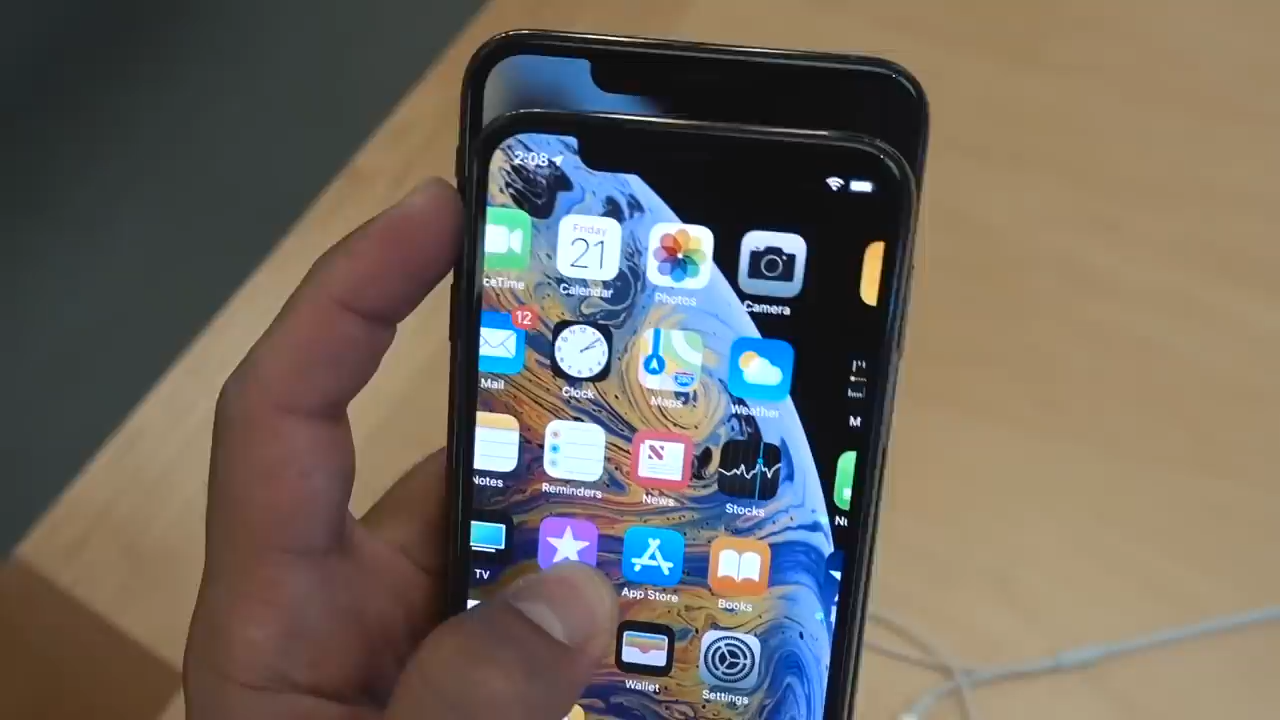 2:08
Friday
21
ceTime
Calendar
Photos
Camera
12
Mail
Clock
Maps
Weather
M
280
Notes
Reminders
News
Stocks
TV
App Store
Books
Wallet
Settings